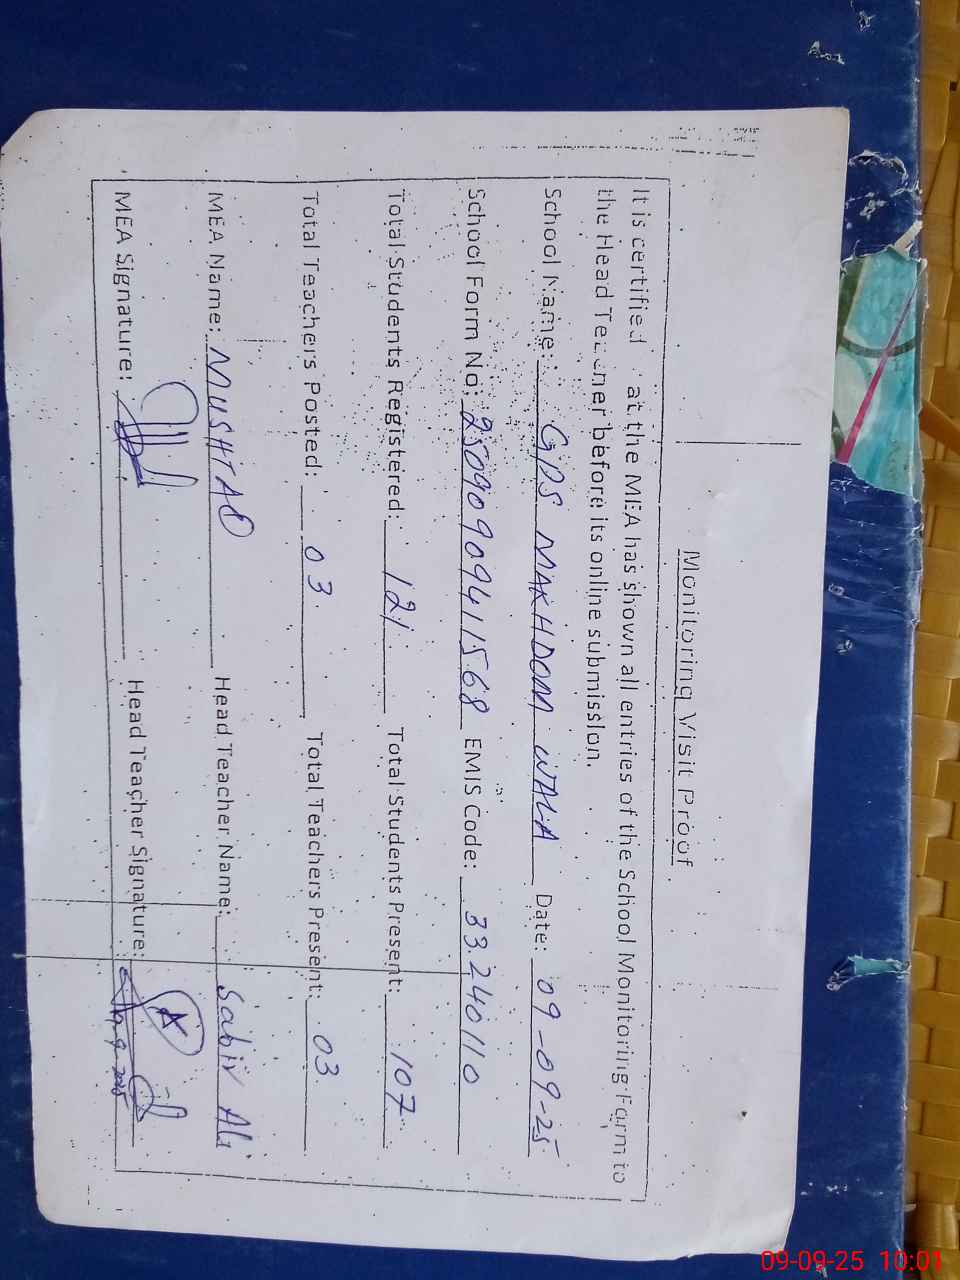 Monitoring Visit Proof
It is certified at the MEA has shown all entries of the School Monitoring Form to
the Head Teacher before its online submission.
School Name: GPS MAKHDOOM WALA Date: 09-09-25
School Form No: 25090909411568 EMIS Code: 33240110
Total Students Registered: 121 Total Students Present: 107
Total Teachers Posted: 03 Total Teachers Present: 03
MEA Name: MUSHTAQ Head Teacher Name: Sabir Ali
MEA Signature: Head Teacher Signature:
09-09-25 10:01